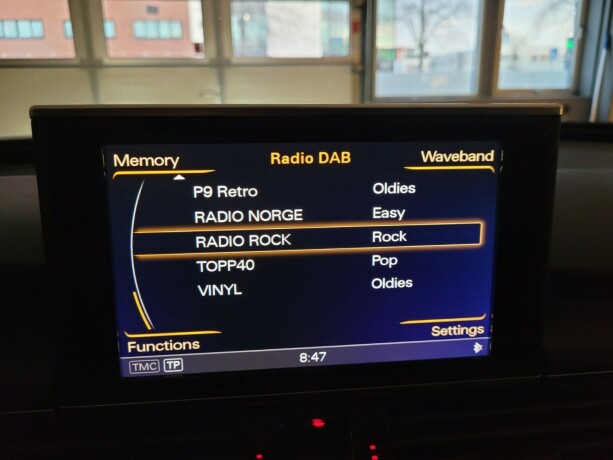 Memory Radio DAB Waveband
P9 Retro Oldies
RADIO NORGE Easy
RADIO ROCK Rock
TOPP40 Pop
VINYL Oldies
Functions Settings
TMC TP 8:47